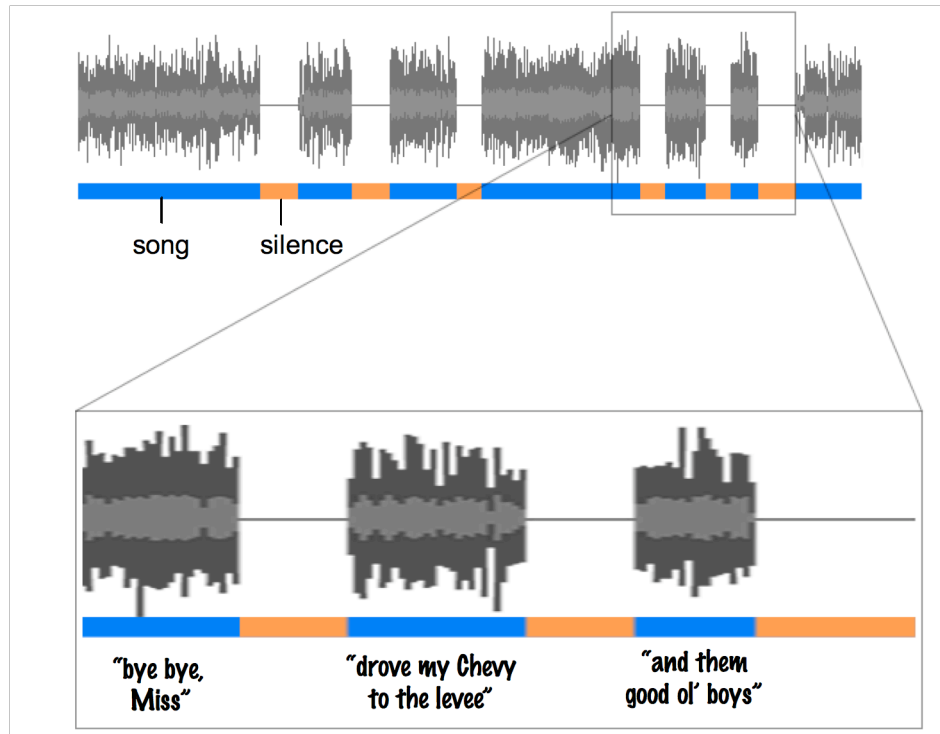 song
silence
“bye bye,
Miss”
“drove my Chevy
to the levee”
“and them
good ol’ boys”